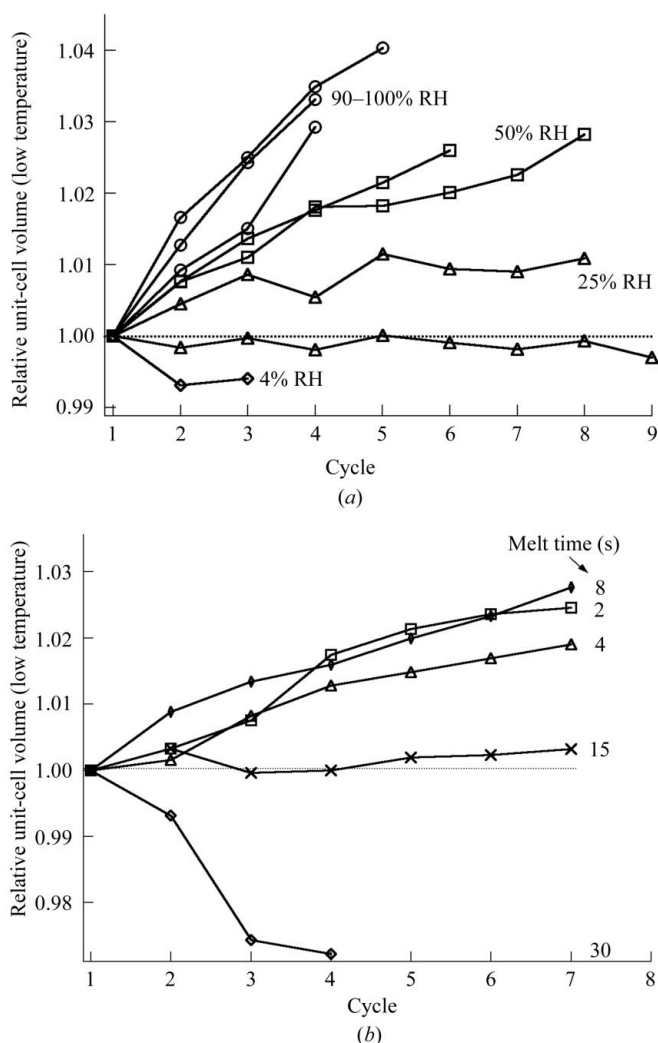 Relative unit-cell volume (low temperature)
1.04
1.03
1.02
1.01
1.00
0.99
90–100% RH
50% RH
25% RH
4% RH
1 2 3 4 5 6 7 8 9
Cycle
(a)
Relative unit-cell volume (low temperature)
1.03
1.02
1.01
1.00
0.99
0.98
Melt time (s)
8
2
4
15
30
1 2 3 4 5 6 7 8
Cycle
(b)